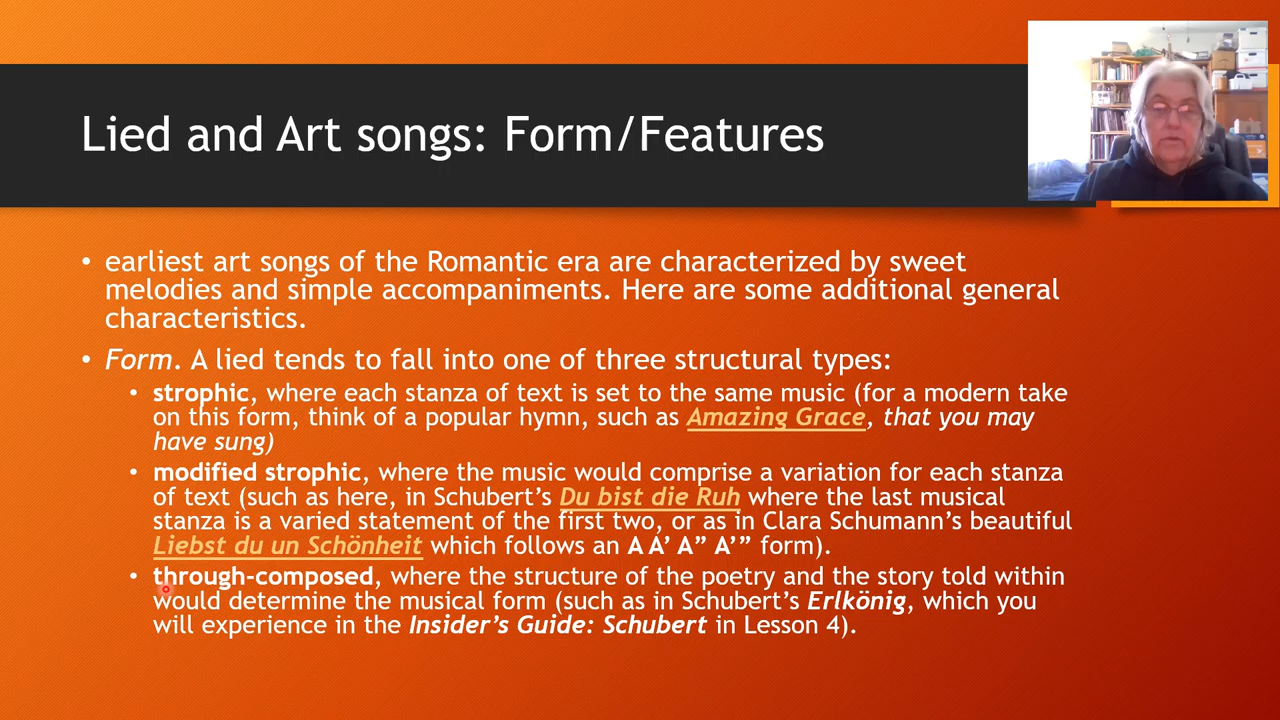 Lied and Art songs: Form/Features
• earliest art songs of the Romantic era are characterized by sweet
melodies and simple accompaniments. Here are some additional general
characteristics.
• Form. A lied tends to fall into one of three structural types:
• strophic, where each stanza of text is set to the same music (for a modern take
on this form, think of a popular hymn, such as Amazing Grace, that you may
have sung)
• modified strophic, where the music would comprise a variation for each stanza
of text (such as here, in Schubert’s Du bist die Ruh where the last musical
stanza is a varied statement of the first two, or as in Clara Schumann’s beautiful
Liebst du un Schönheit which follows an A A’ A” A’” form).
• through-composed, where the structure of the poetry and the story told within
would determine the musical form (such as in Schubert’s Erlkönig, which you
will experience in the Insider’s Guide: Schubert in Lesson 4).